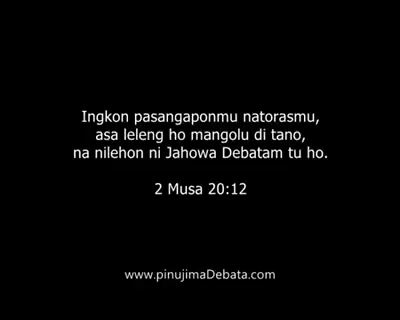 Ingkon pasangaponmu natorasmu,
asa leleng ho mangolu di tano,
na nilehon ni Jahowa Debatam tu ho.
2 Musa 20:12
www.pinujimaDebata.com